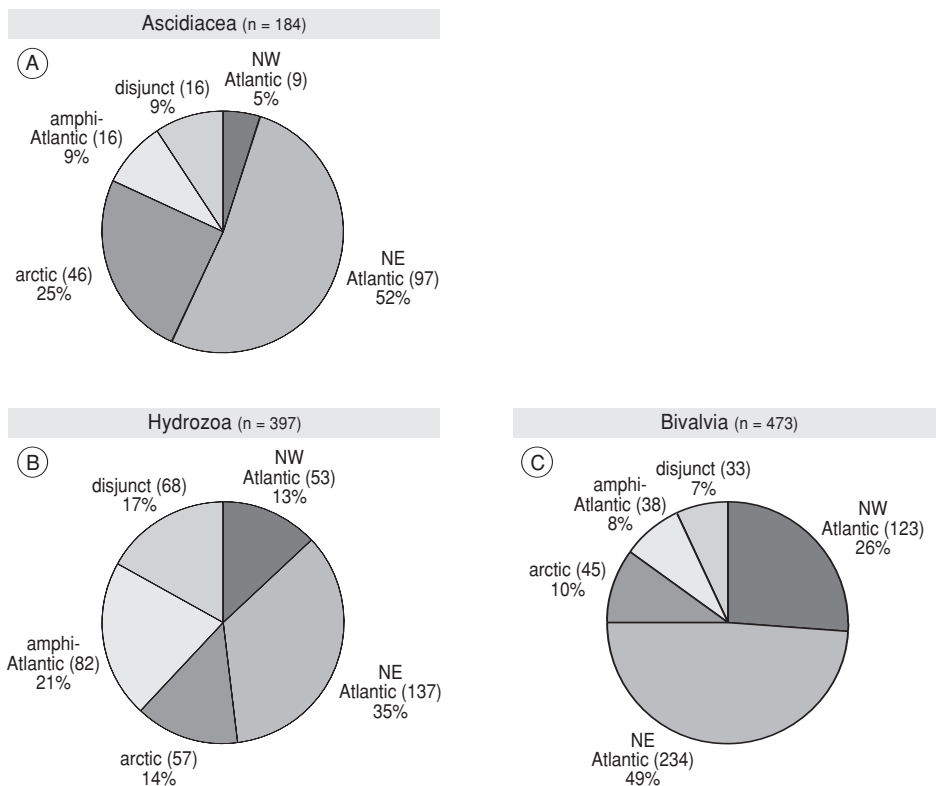 Ascidiacea (n = 184)
A
NW
Atlantic (9)
5%
disjunct (16)
9%
amphi-
Atlantic (16)
9%
arctic (46)
25%
NE
Atlantic (97)
52%
Hydrozoa (n = 397)
B
NW
Atlantic (53)
13%
disjunct (68)
17%
amphi-
Atlantic (82)
21%
NE
Atlantic (137)
35%
arctic (57)
14%
Bivalvia (n = 473)
C
disjunct (33)
7%
amphi-
Atlantic (38)
8%
NW
Atlantic (123)
26%
arctic (45)
10%
NE
Atlantic (234)
49%